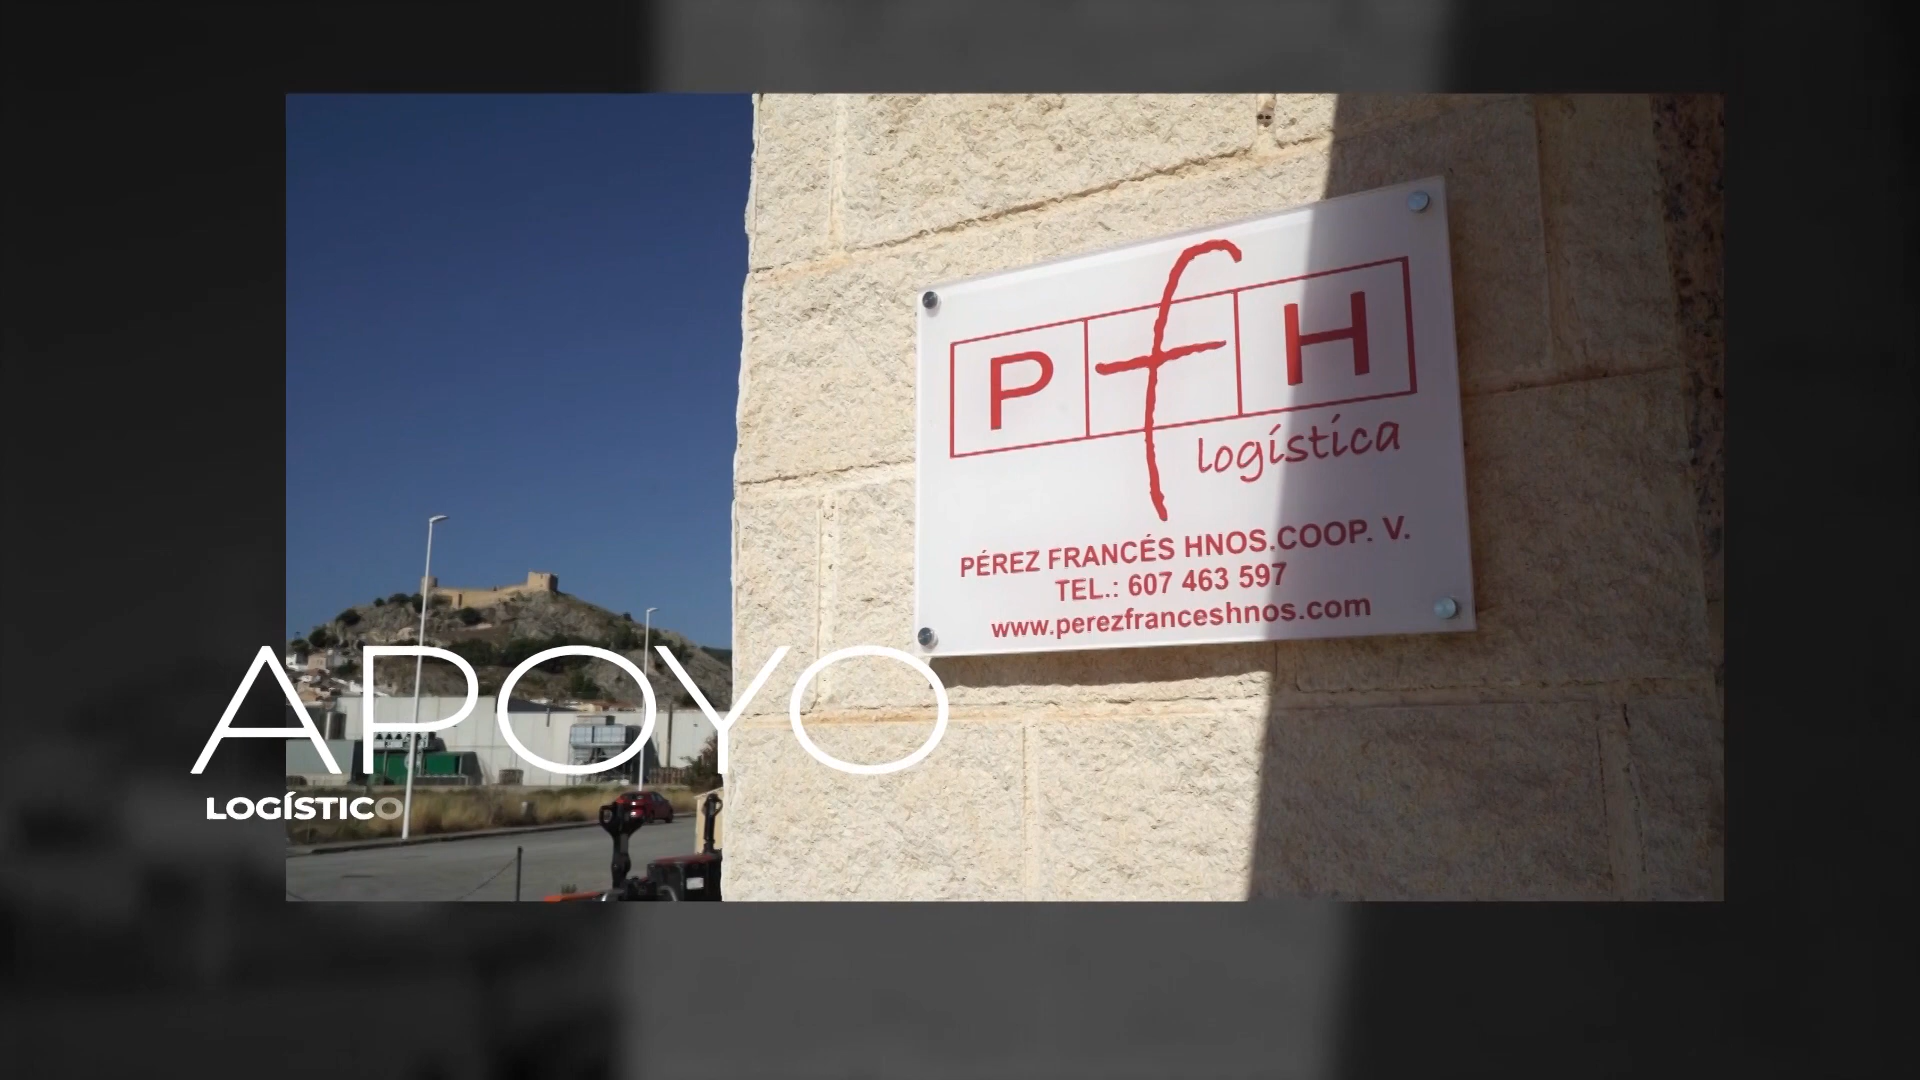 P f H
logística
PÉREZ FRANCÉS HNOS.COOP. V.
TEL.: 607 463 597
www.perezfranceshnos.com
APOYO
LOGÍSTICO